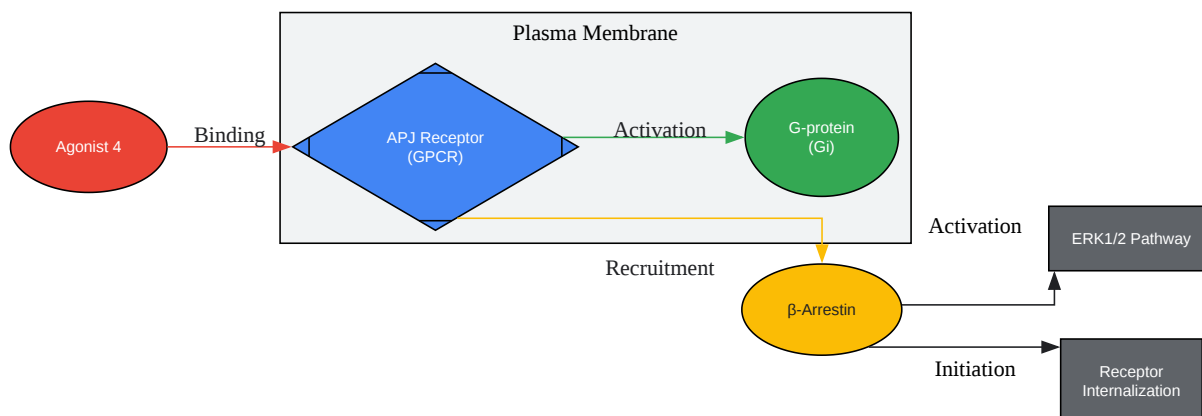 Plasma Membrane
Agonist 4
Binding
APJ Receptor
(GPCR)
Activation
G-protein
(Gi)
Recruitment
β-Arrestin
Activation
ERK1/2 Pathway
Initiation
Receptor
Internalization